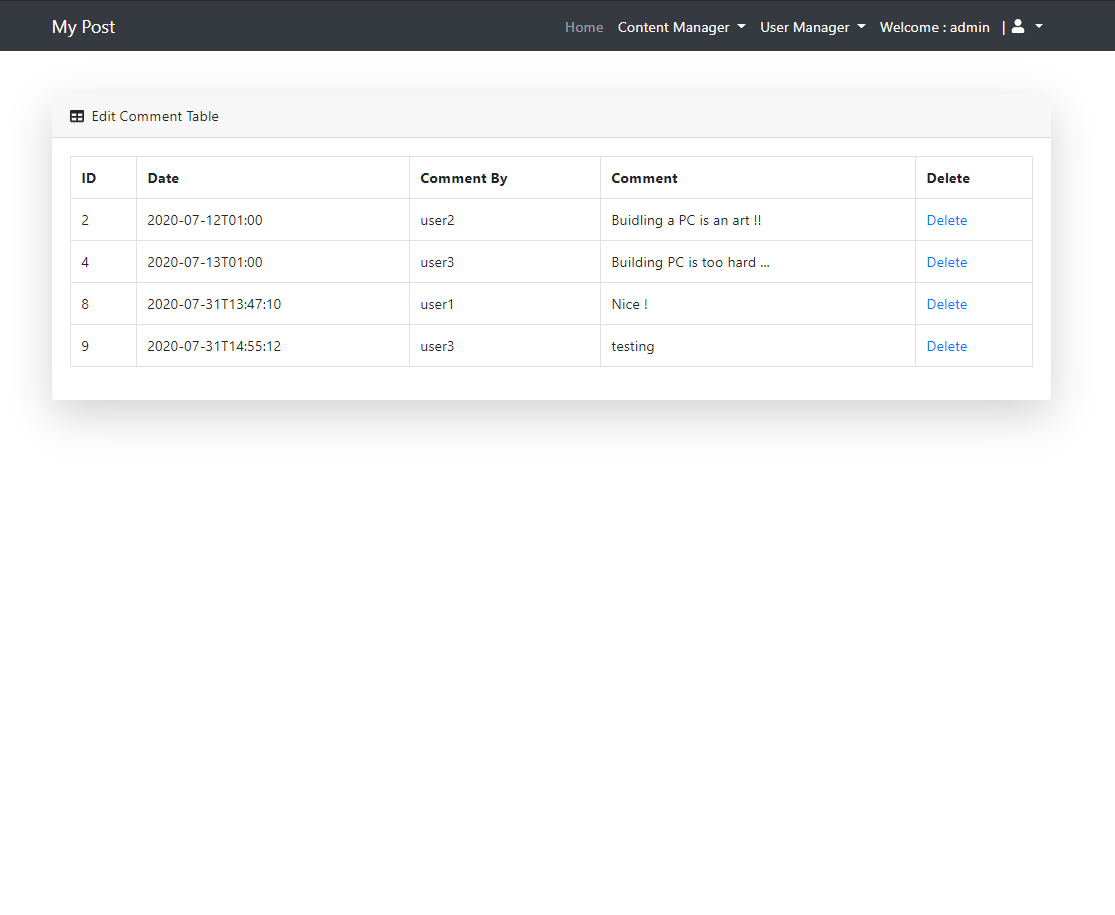 My Post Home Content Manager User Manager Welcome : admin |
Edit Comment Table
ID Date Comment By Comment Delete
2 2020-07-12T01:00 user2 Buidling a PC is an art !! Delete
4 2020-07-13T01:00 user3 Building PC is too hard ... Delete
8 2020-07-31T13:47:10 user1 Nice ! Delete
9 2020-07-31T14:55:12 user3 testing Delete